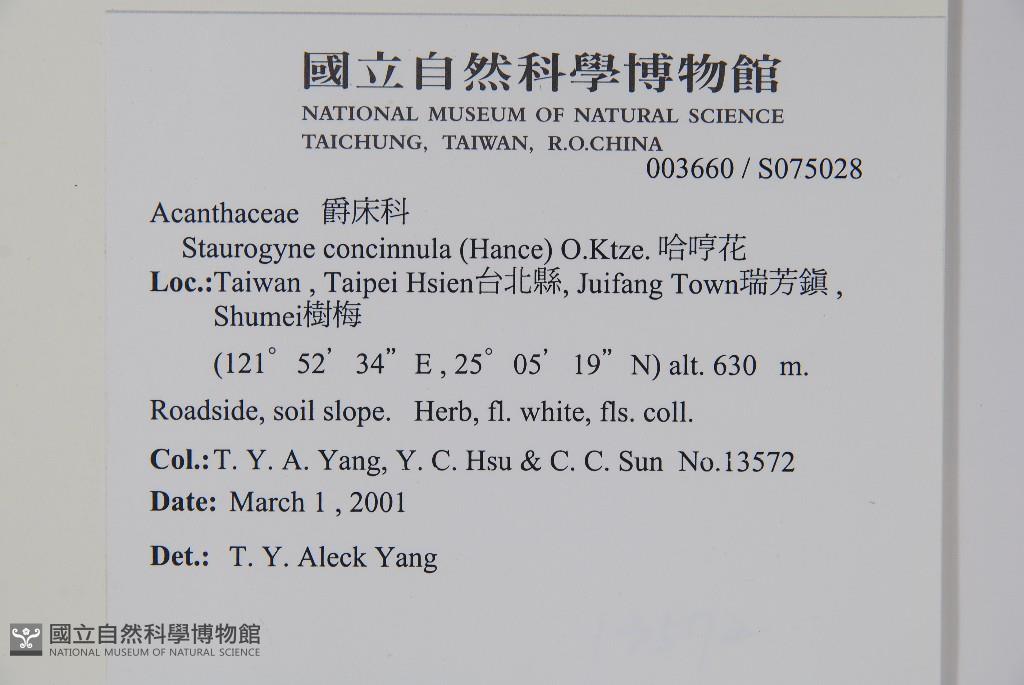 國立自然科學博物館
NATIONAL MUSEUM OF NATURAL SCIENCE
TAICHUNG, TAIWAN, R.O.CHINA
003660 / S075028
Acanthaceae 爵床科
Staurogyne concinnula (Hance) O.Ktze. 哈哼花
Loc.:Taiwan , Taipei Hsien台北縣, Juifang Town瑞芳鎮 ,
Shumei樹梅
(121° 52’ 34” E , 25° 05’ 19” N) alt. 630 m.
Roadside, soil slope. Herb, fl. white, fls. coll.
Col.:T. Y. A. Yang, Y. C. Hsu & C. C. Sun No.13572
Date: March 1 , 2001
Det.: T. Y. Aleck Yang
國立自然科學博物館
NATIONAL MUSEUM OF NATURAL SCIENCE